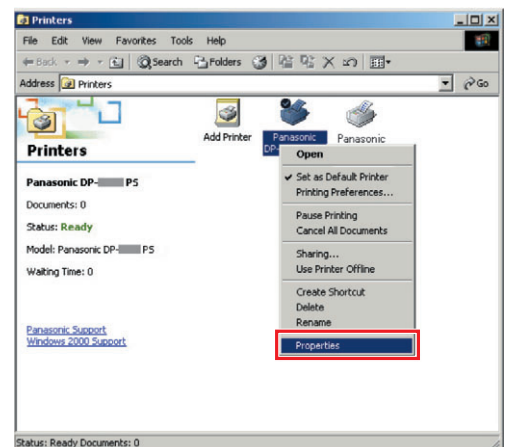 Printers
File Edit View Favorites Tools Help
Back Search Folders
Address Printers Go
Add Printer Panasonic Panasonic
DP-
Printers
Panasonic DP- PS
Documents: 0
Status: Ready
Model: Panasonic DP- PS
Waiting Time: 0
Panasonic Support
Windows 2000 Support
Open
Set as Default Printer
Printing Preferences...
Pause Printing
Cancel All Documents
Sharing...
Use Printer Offline
Create Shortcut
Delete
Rename
Properties
Status: Ready Documents: 0